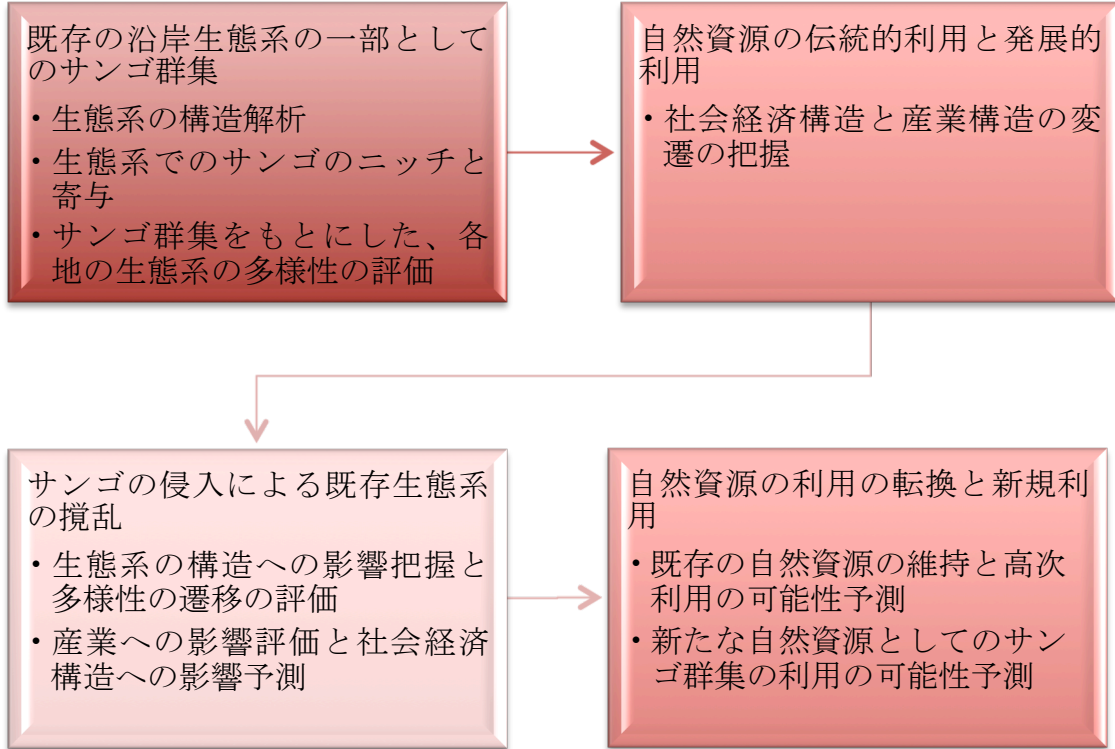 既存の沿岸生態系の一部として
のサンゴ群集
・生態系の構造解析
・生態系でのサンゴのニッチと
寄与
・サンゴ群集をもとにした、各
地の生態系の多様性の評価
自然資源の伝統的利用と発展的
利用
・社会経済構造と産業構造の変
遷の把握
サンゴの侵入による既存生態系
の撹乱
・生態系の構造への影響把握と
多様性の遷移の評価
・産業への影響評価と社会経済
構造への影響予測
自然資源の利用の転換と新規利
用
・既存の自然資源の維持と高次
利用の可能性予測
・新たな自然資源としてのサン
ゴ群集の利用の可能性予測